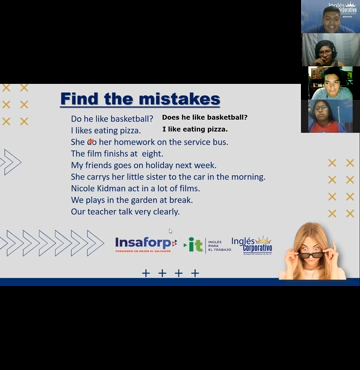 Inglés
Corporativo
Find the mistakes
Do he like basketball? Does he like basketball?
I likes eating pizza. I like eating pizza.
She do her homework on the service bus.
The film finishs at eight.
My friends goes on holiday next week.
She carrys her little sister to the car in the morning.
Nicole Kidman act in a lot of films.
We plays in the garden at break.
Our teacher talk very clearly.
Insaforp
it
INGLÉS
PARA
EL TRABAJO
Inglés
Corporativo